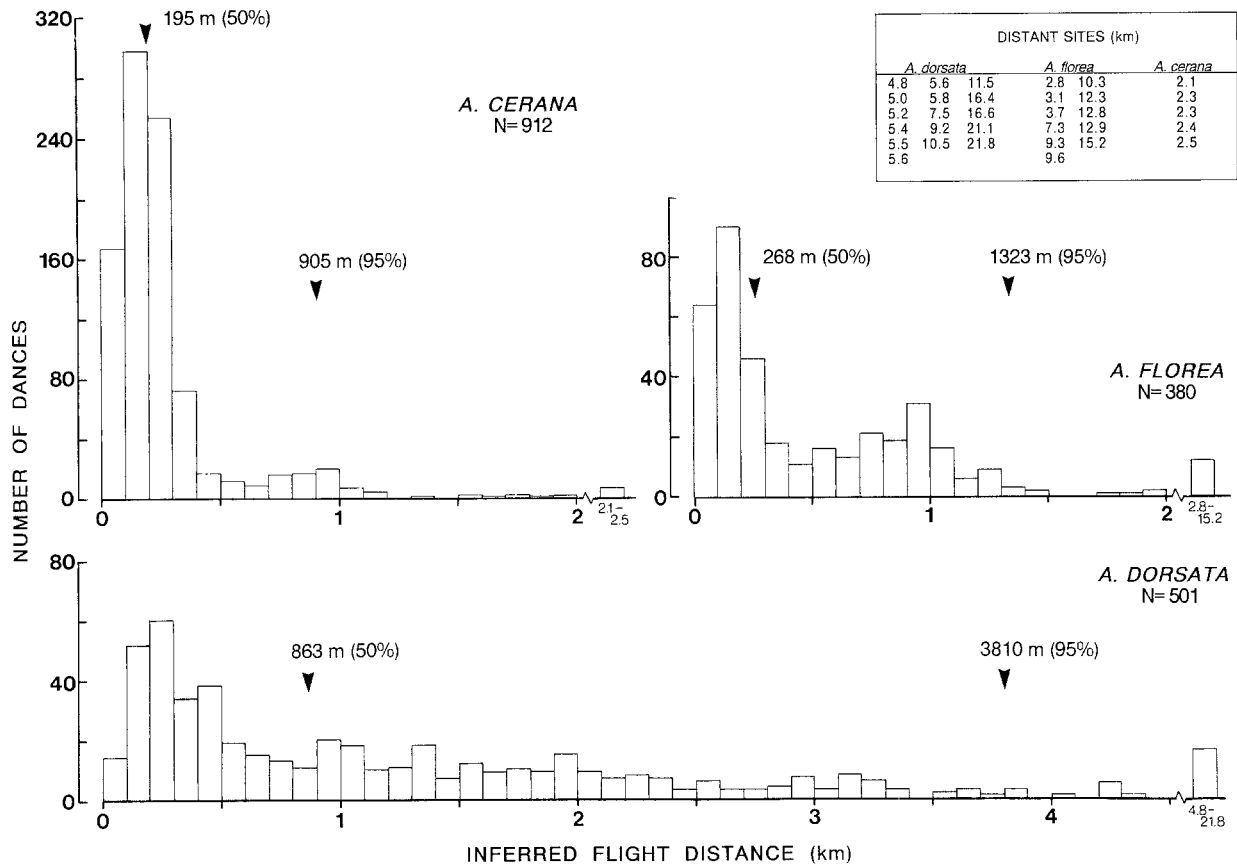 320
240
160
80
0
195 m (50%)
A. CERANA
N= 912
905 m (95%)
0 1 2 2.1– 2.5
DISTANT SITES (km)
A. dorsata A. florea A. cerana
4.8 5.6 11.5 2.8 10.3 2.1
5.0 5.8 16.4 3.1 12.3 2.3
5.2 7.5 16.6 3.7 12.8 2.3
5.4 9.2 21.1 7.3 12.9 2.4
5.5 10.5 21.8 9.3 15.2 2.5
5.6 9.6
80
40
0
268 m (50%) 1323 m (95%)
A. FLOREA
N= 380
0 1 2 2.8– 15.2
NUMBER OF DANCES
80
40
0
A. DORSATA
N= 501
863 m (50%) 3810 m (95%)
0 1 2 3 4 4.8– 21.8
INFERRED FLIGHT DISTANCE (km)